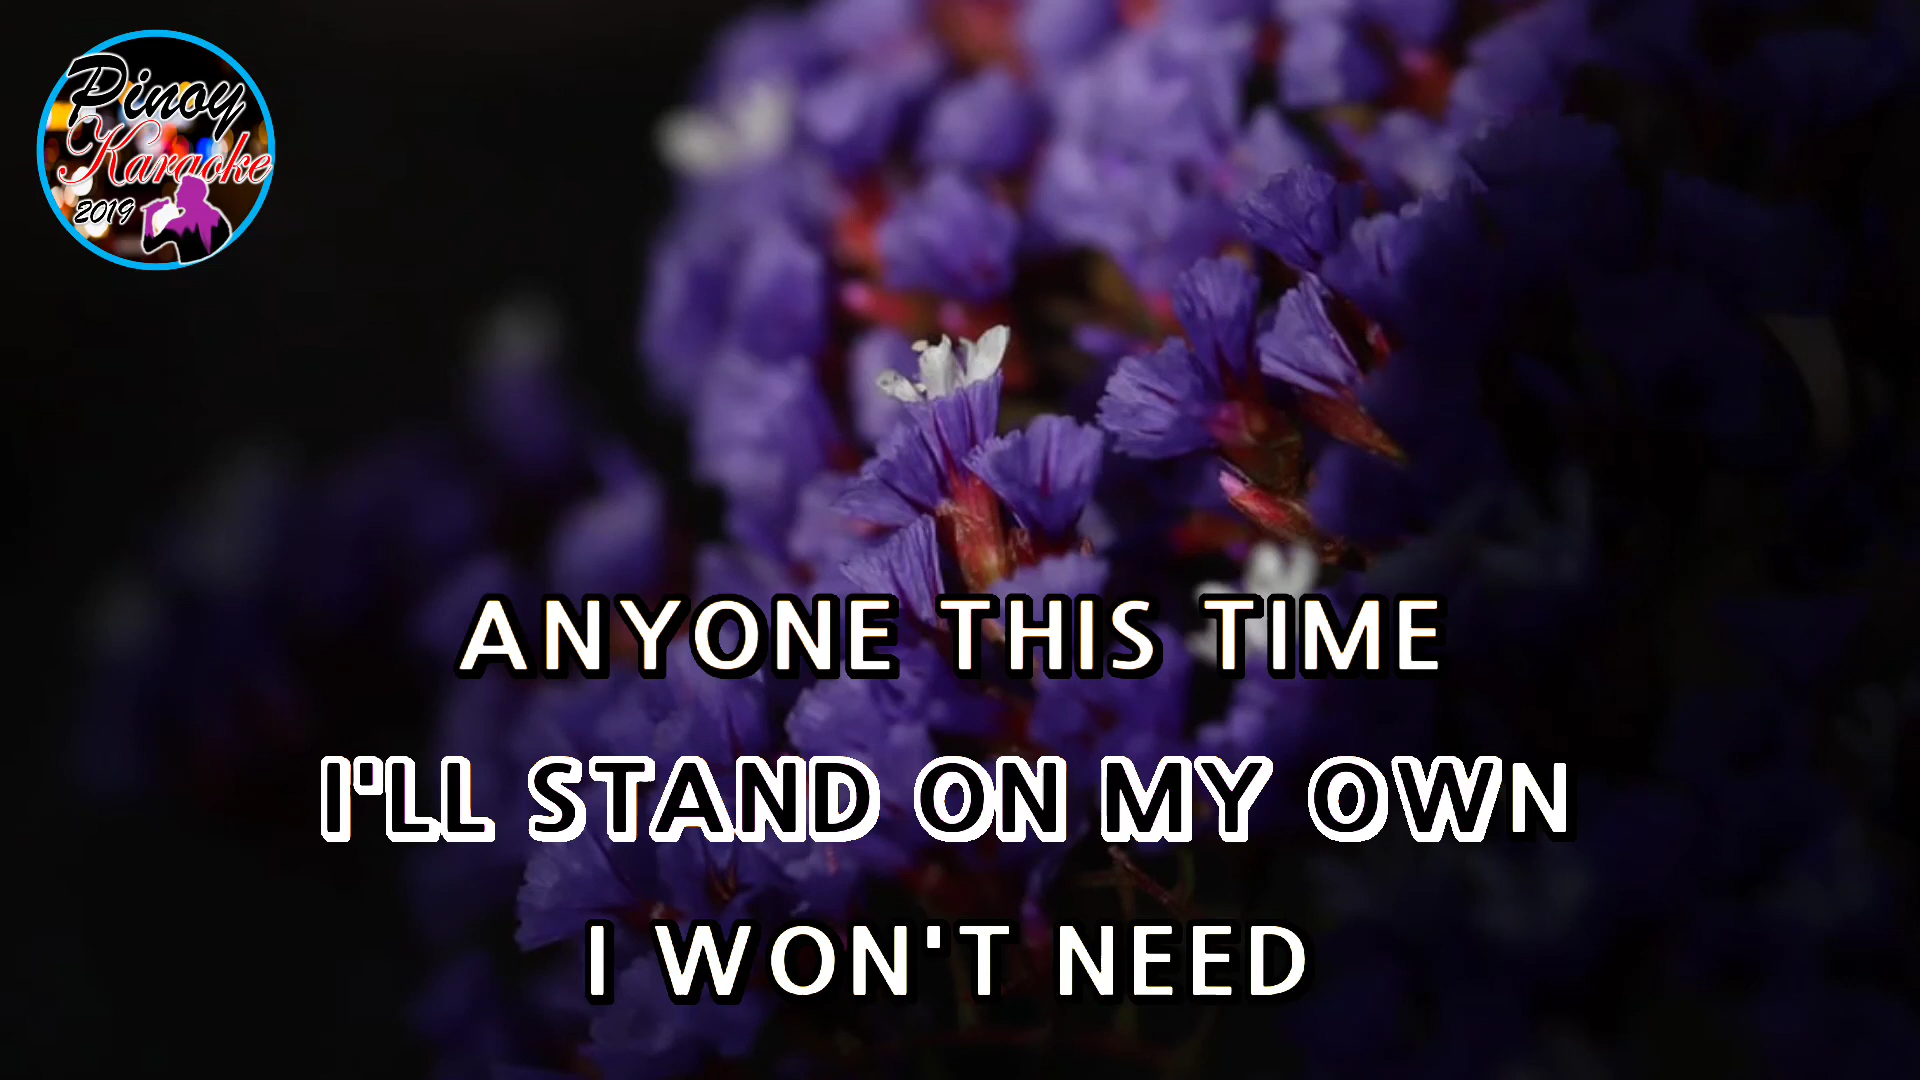 Pinoy
Karaoke
2019
ANYONE THIS TIME
I'LL STAND ON MY OWN
I WON'T NEED